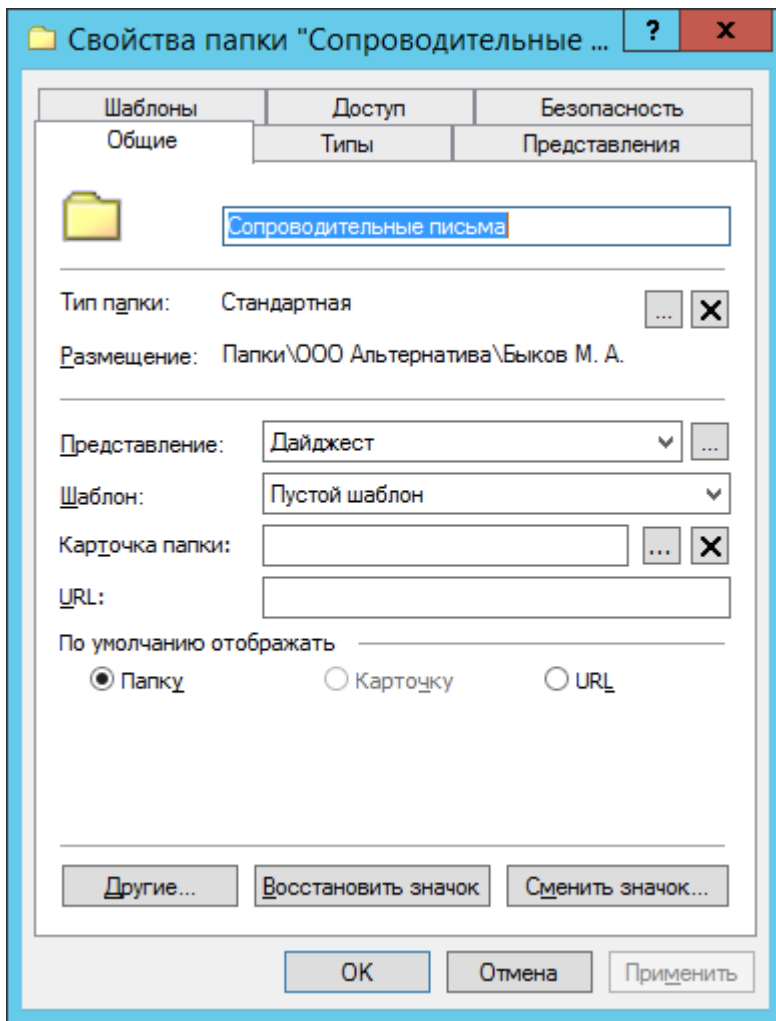 Свойства папки "Сопроводительные ...
?
x
Шаблоны
Доступ
Безопасность
Общие
Типы
Представления
Сопроводительные письма
Тип папки: Стандартная ...
Размещение: Папки\ООО Альтернатива\Быков М. А.
Представление: Дайджест ...
Шаблон: Пустой шаблон
Карточка папки: ...
URL:
По умолчанию отображать
Папку
Карточку
URL
Другие...
Восстановить значок
Сменить значок...
OK
Отмена
Применить